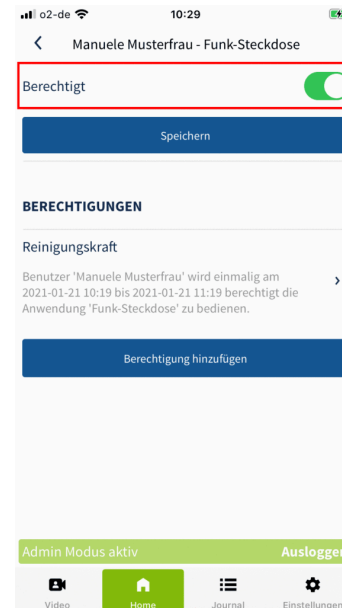 o2-de 10:29
Manuele Musterfrau - Funk-Steckdose
Berechtigt
Speichern
BERECHTIGUNGEN
Reinigungskraft
Benutzer 'Manuele Musterfrau' wird einmalig am
2021-01-21 10:19 bis 2021-01-21 11:19 berechtigt die
Anwendung 'Funk-Steckdose' zu bedienen.
Berechtigung hinzufügen
Admin Modus aktiv Ausloggen
Video Home Journal Einstellungen